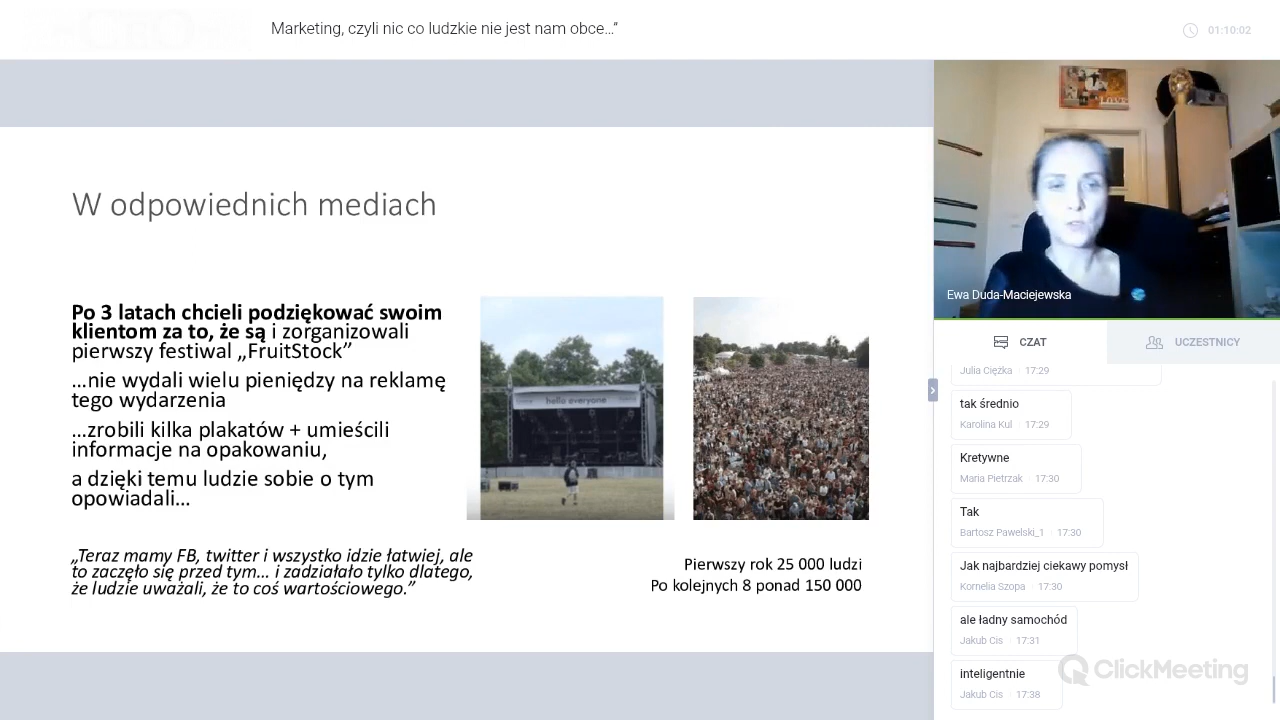 Marketing, czyli nic co ludzkie nie jest nam obce..."
01:10:02
W odpowiednich mediach
Po 3 latach chcieli podziękować swoim
klientom za to, że są i zorganizowali
pierwszy festiwal „FruitStock”
...nie wydali wielu pieniędzy na reklamę
tego wydarzenia
...zrobili kilka plakatów + umieścili
informacje na opakowaniu,
a dzięki temu ludzie sobie o tym
opowiadali...
„Teraz mamy FB, twitter i wszystko idzie łatwiej, ale
to zaczęło się przed tym... i zadziałało tylko dlatego,
że ludzie uważali, że to coś wartościowego.”
hello everyone
Pierwszy rok 25 000 ludzi
Po kolejnych 8 ponad 150 000
Ewa Duda-Maciejewska
CZAT
UCZESTNICY
Julia Ciężka 17:29
tak średnio
Karolina Kul 17:29
Kretywne
Maria Pietrzak 17:30
Tak
Bartosz Pawelski_1 17:30
Jak najbardziej ciekawy pomysł
Kornelia Szopa 17:30
ale ładny samochód
Jakub Cis 17:31
inteligentnie
Jakub Cis 17:38
ClickMeeting